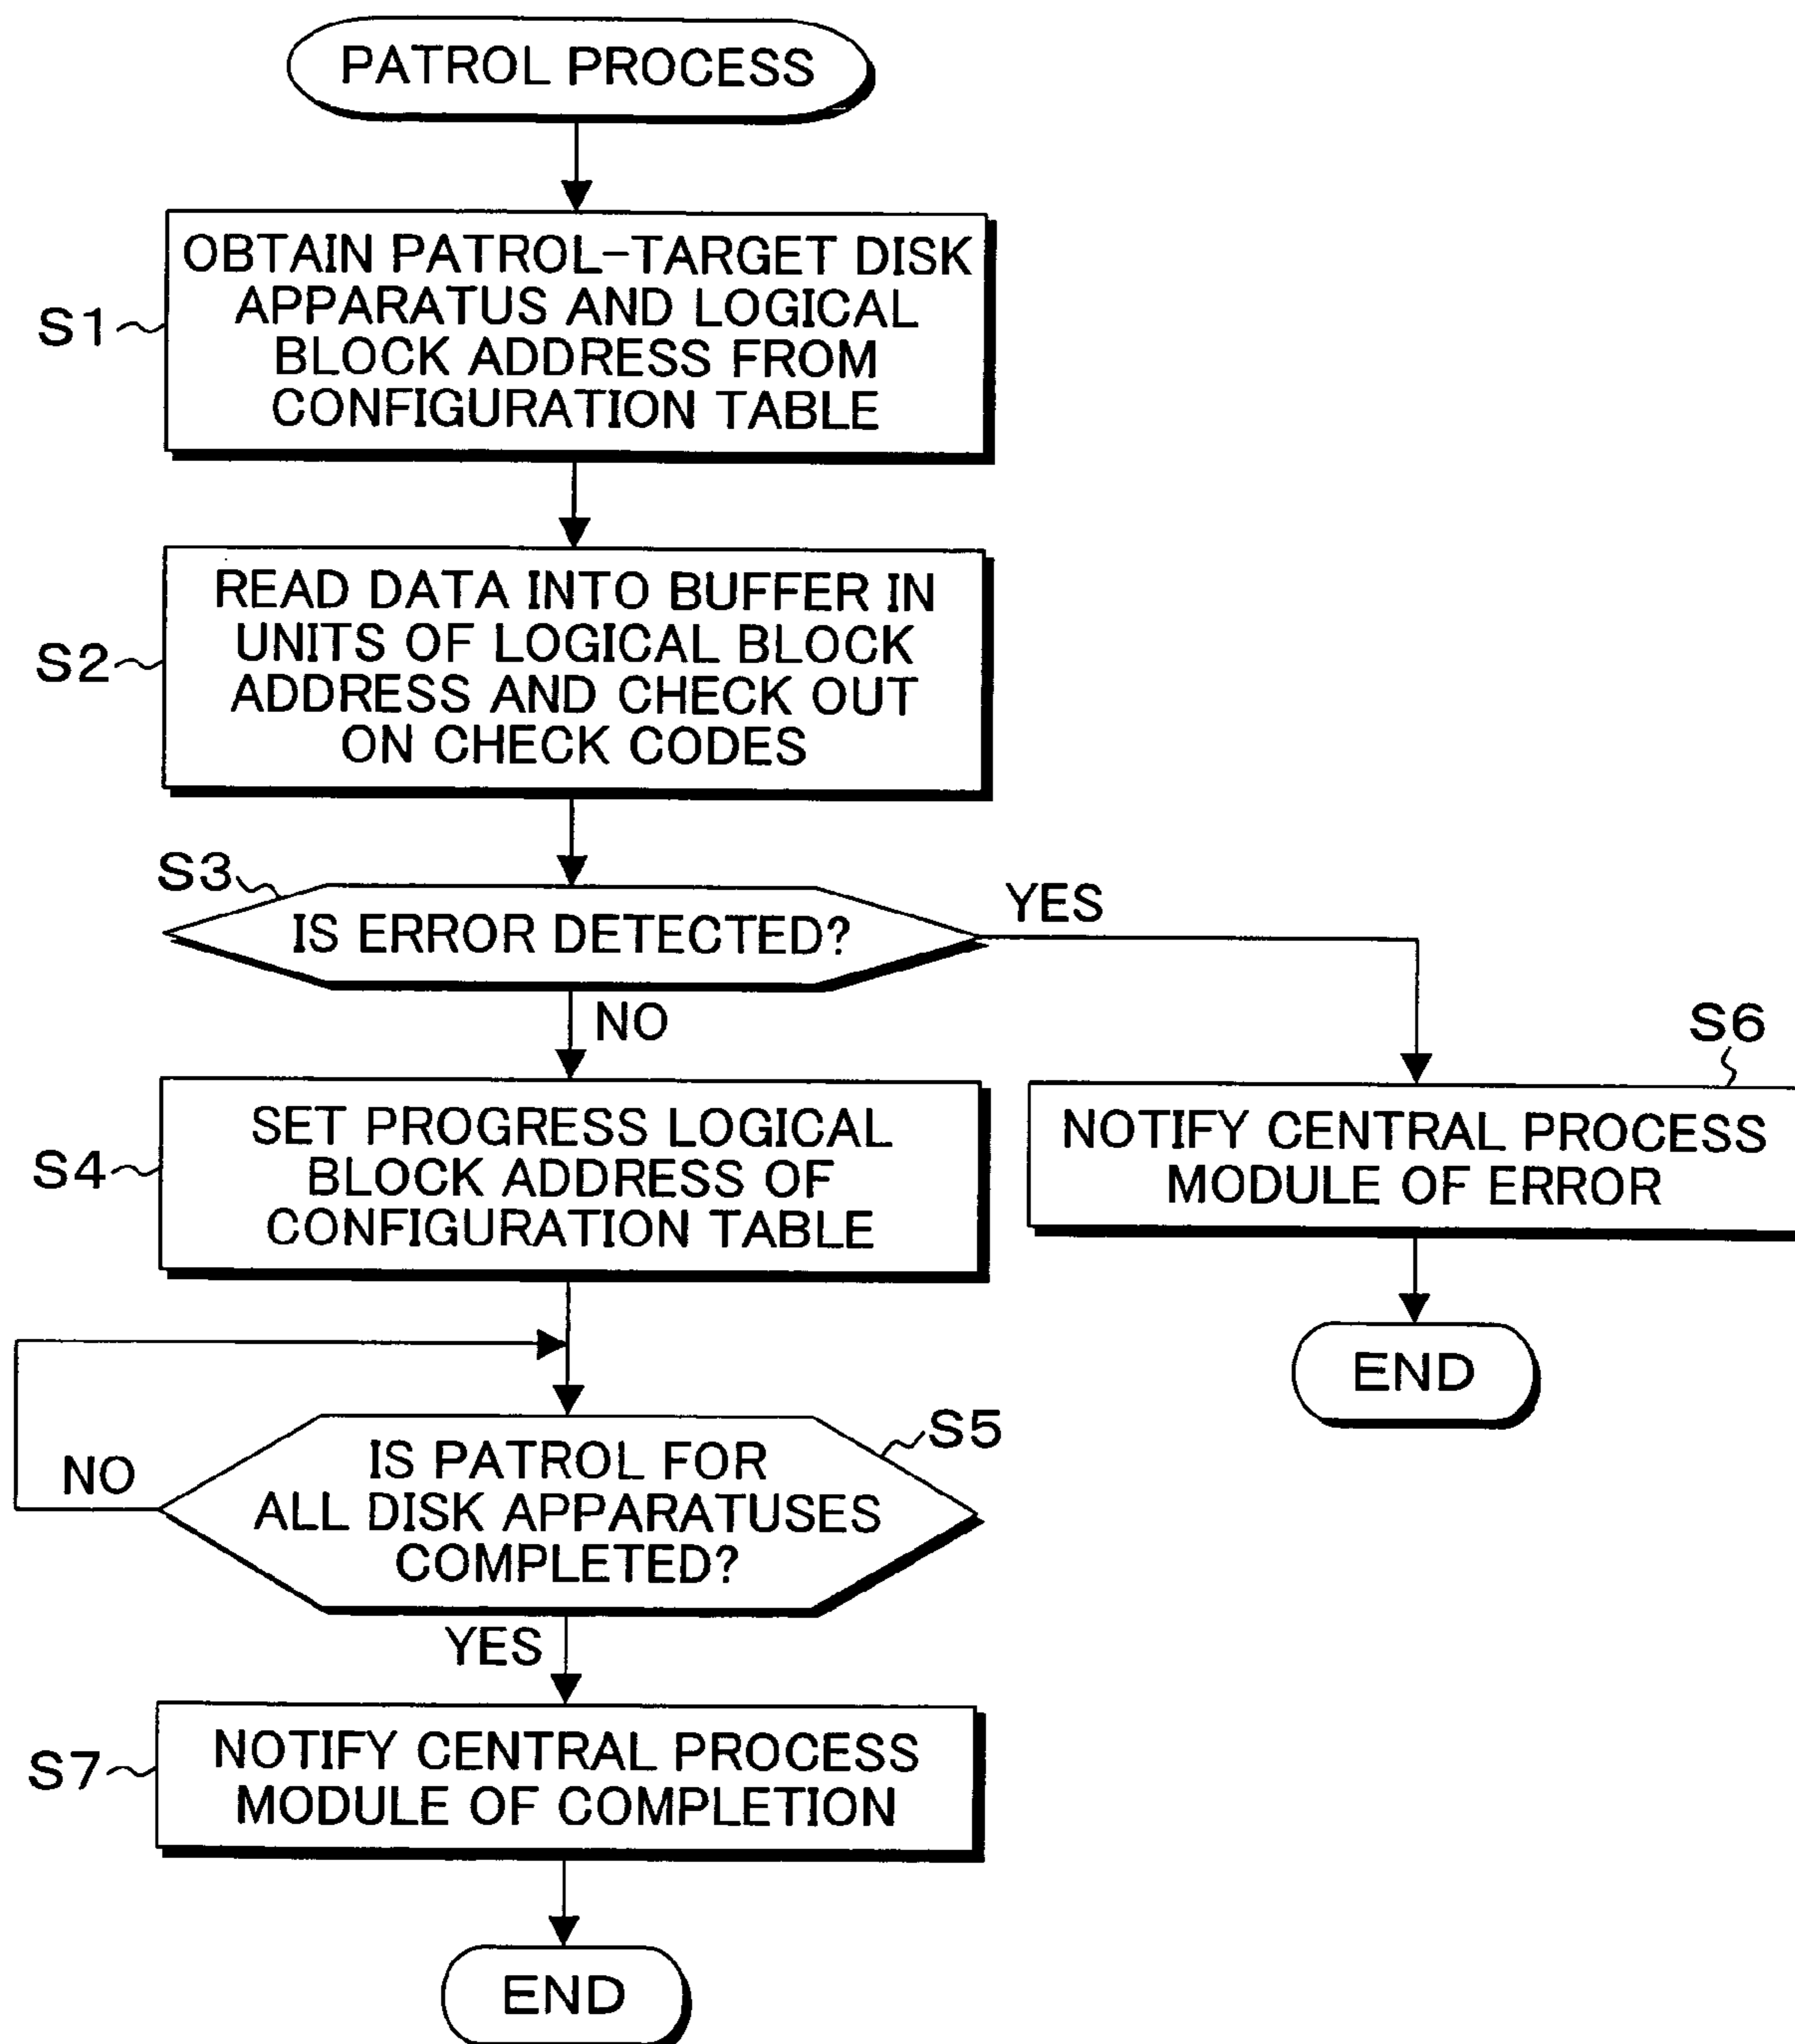 PATROL PROCESS
S1
OBTAIN PATROL-TARGET DISK
APPARATUS AND LOGICAL
BLOCK ADDRESS FROM
CONFIGURATION TABLE
S2
READ DATA INTO BUFFER IN
UNITS OF LOGICAL BLOCK
ADDRESS AND CHECK OUT
ON CHECK CODES
S3
IS ERROR DETECTED?
YES
NO
S4
SET PROGRESS LOGICAL
BLOCK ADDRESS OF
CONFIGURATION TABLE
S6
NOTIFY CENTRAL PROCESS
MODULE OF ERROR
END
S5
IS PATROL FOR
ALL DISK APPARATUSES
COMPLETED?
NO
YES
S7
NOTIFY CENTRAL PROCESS
MODULE OF COMPLETION
END